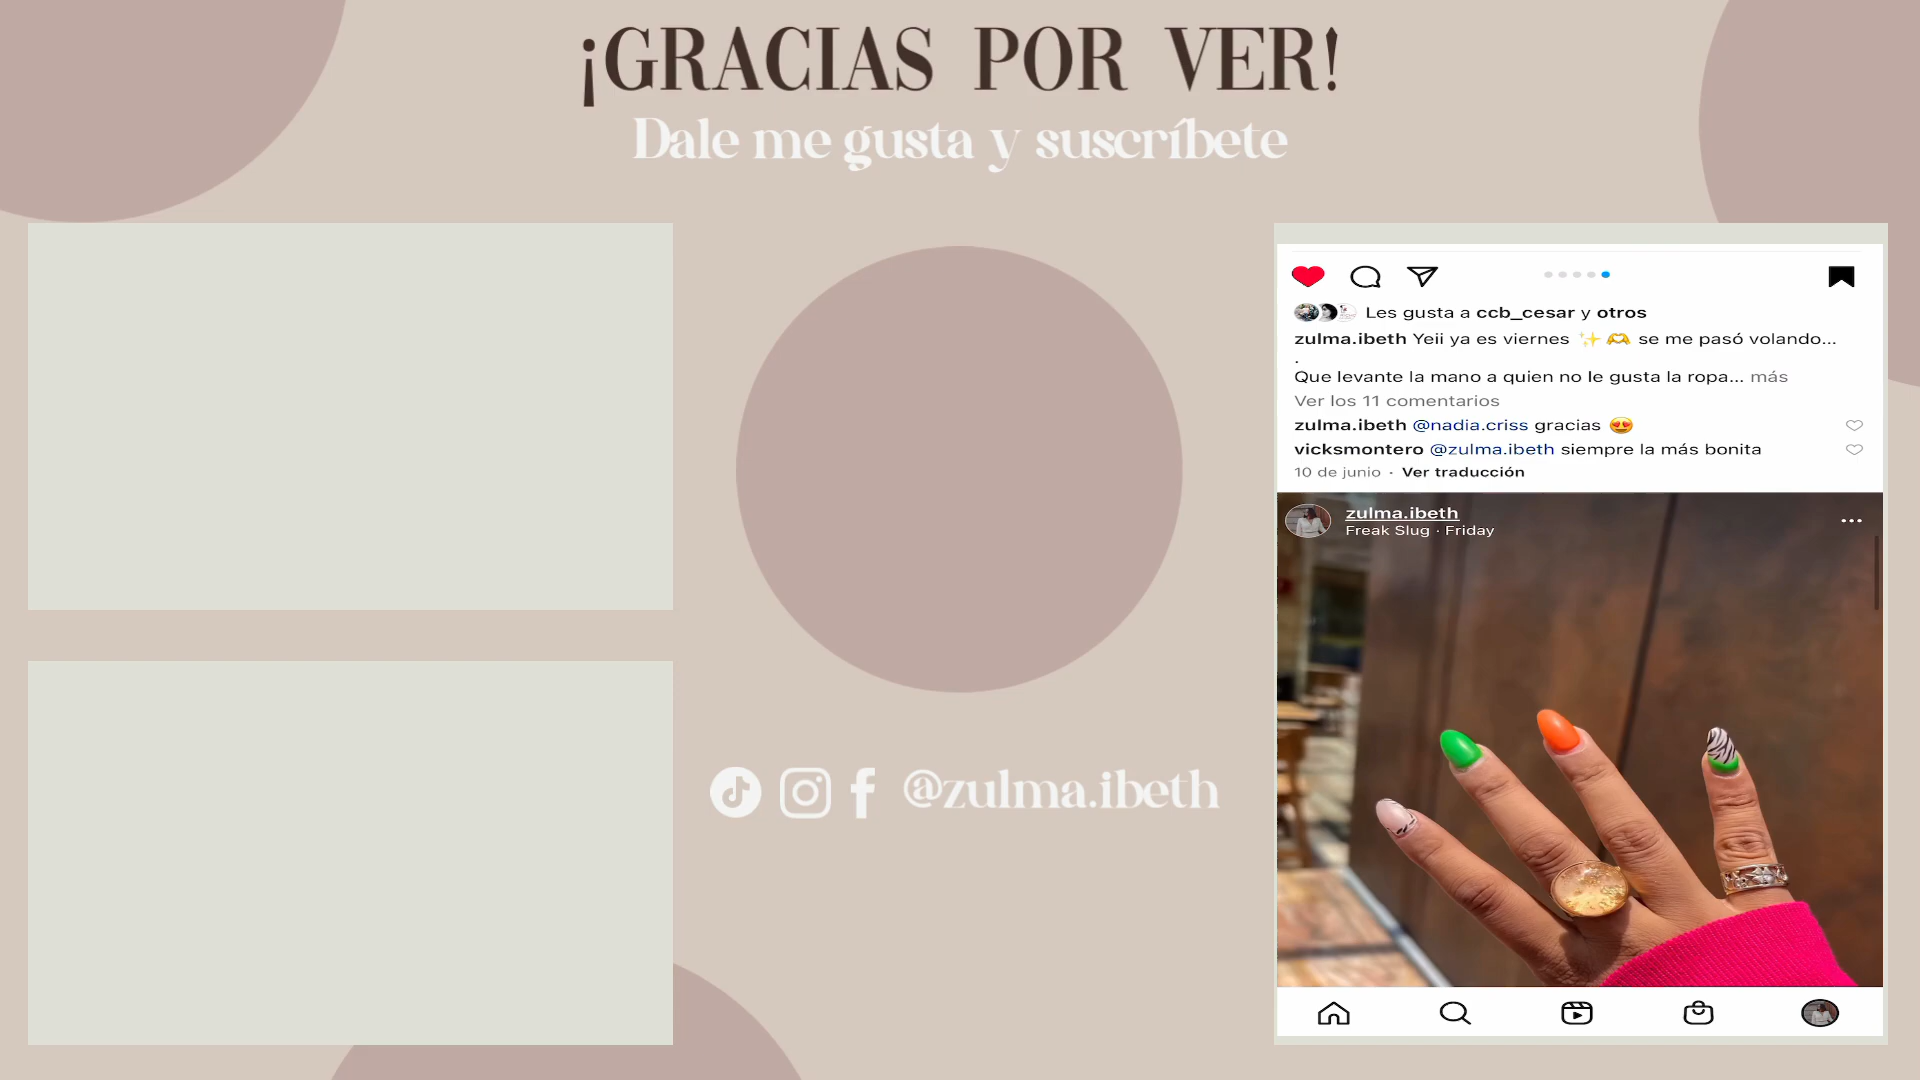 ¡GRACIAS POR VER!
Dale me gusta y suscríbete
@zulma.ibeth
Les gusta a ccb_cesar y otros
zulma.ibeth Yeii ya es viernes ✨ 🫶 se me pasó volando...
.
Que levante la mano a quien no le gusta la ropa... más
Ver los 11 comentarios
zulma.ibeth @nadia.criss gracias 😍
vicksmontero @zulma.ibeth siempre la más bonita
10 de junio · Ver traducción
zulma.ibeth
Freak Slug · Friday